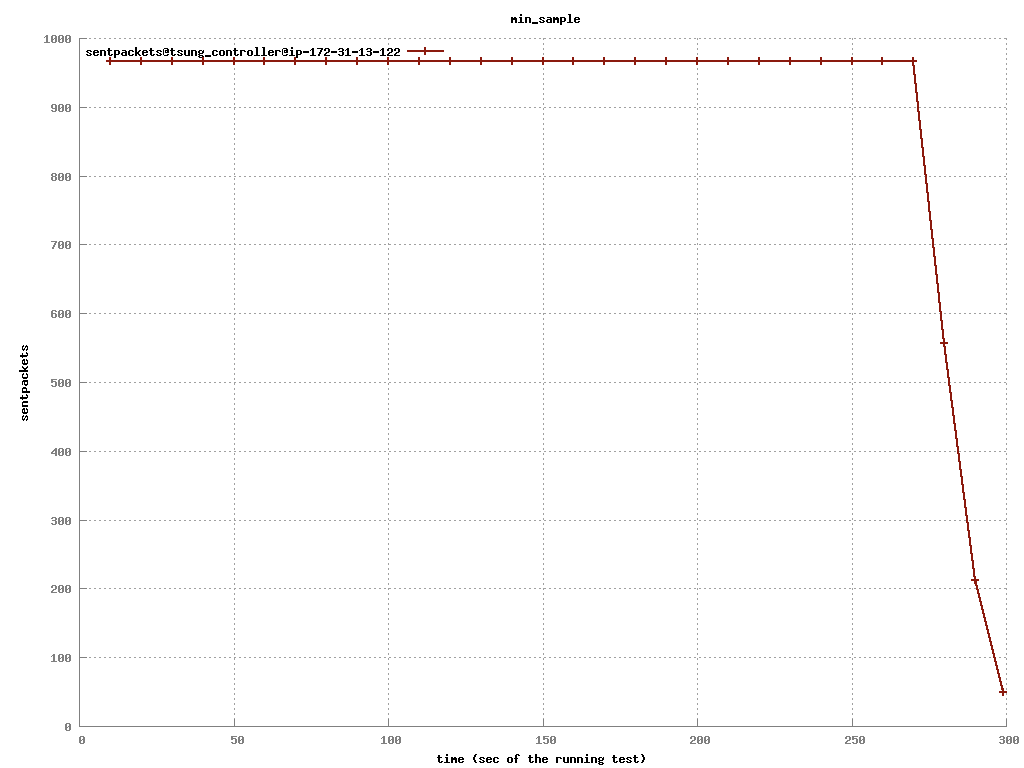 min_sample
1000
sentpackets@tsung_controller@ip-172-31-13-122
900
800
700
600
500
400
300
200
100
0
sentpackets
0 50 100 150 200 250 300
time (sec of the running test)